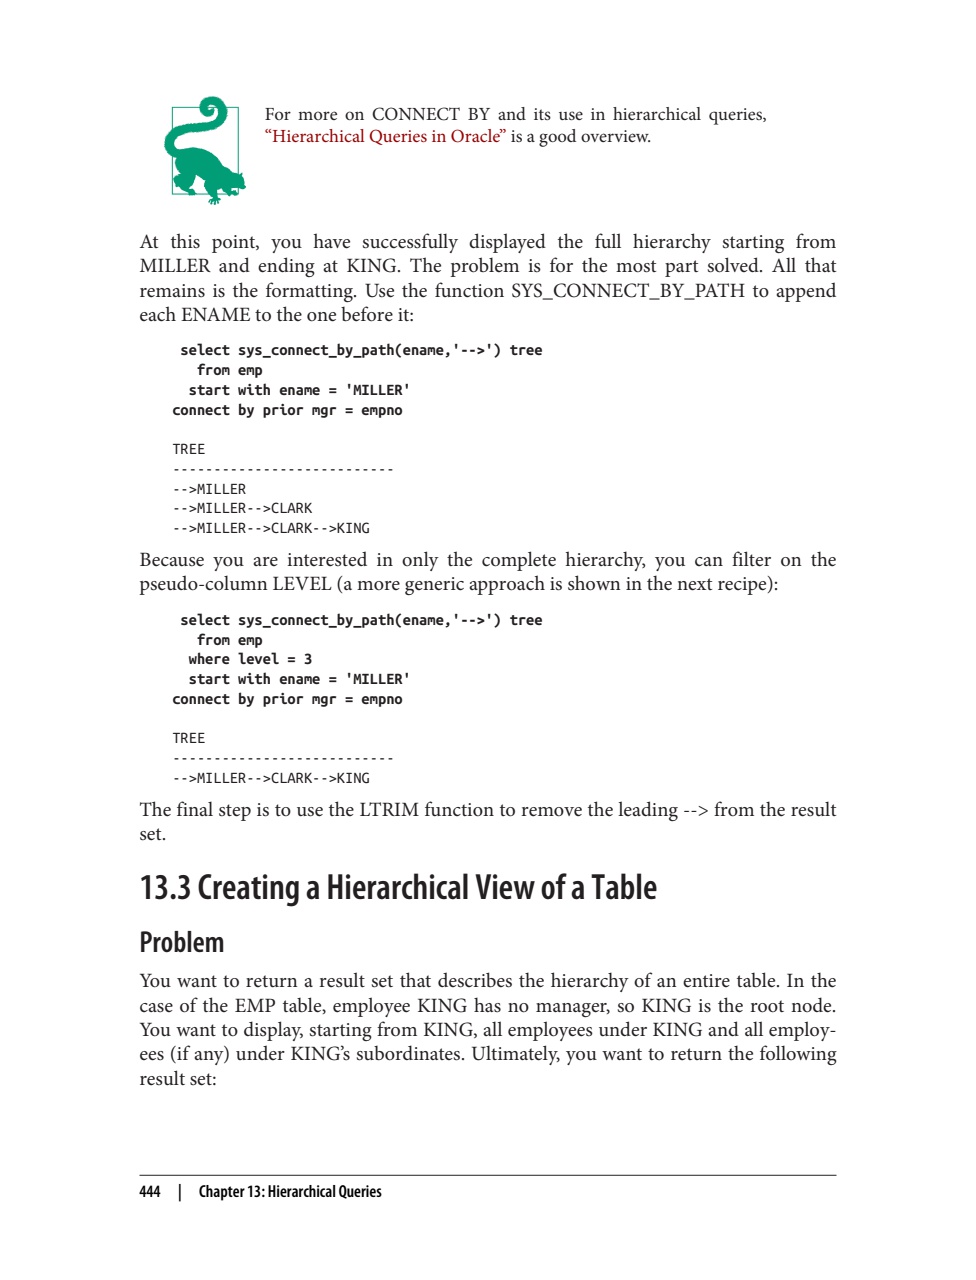 For more on CONNECT BY and its use in hierarchical queries,
“Hierarchical Queries in Oracle” is a good overview.
At this point, you have successfully displayed the full hierarchy starting from
MILLER and ending at KING. The problem is for the most part solved. All that
remains is the formatting. Use the function SYS_CONNECT_BY_PATH to append
each ENAME to the one before it:
select sys_connect_by_path(ename,'-->') tree
from emp
start with ename = 'MILLER'
connect by prior mgr = empno
TREE
---------------------------
-->MILLER
-->MILLER-->CLARK
-->MILLER-->CLARK-->KING
Because you are interested in only the complete hierarchy, you can filter on the
pseudo-column LEVEL (a more generic approach is shown in the next recipe):
select sys_connect_by_path(ename,'-->') tree
from emp
where level = 3
start with ename = 'MILLER'
connect by prior mgr = empno
TREE
---------------------------
-->MILLER-->CLARK-->KING
The final step is to use the LTRIM function to remove the leading --> from the result
set.
13.3 Creating a Hierarchical View of a Table
Problem
You want to return a result set that describes the hierarchy of an entire table. In the
case of the EMP table, employee KING has no manager, so KING is the root node.
You want to display, starting from KING, all employees under KING and all employ-
ees (if any) under KING’s subordinates. Ultimately, you want to return the following
result set:
444 | Chapter 13: Hierarchical Queries